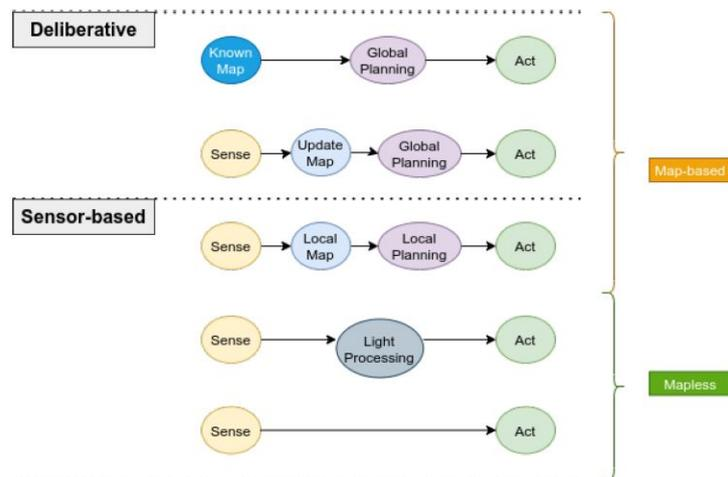 Deliberative
Known
Map
Global
Planning
Act
Sense
Update
Map
Global
Planning
Act
Map-based
Sensor-based
Sense
Local
Map
Local
Planning
Act
Sense
Light
Processing
Act
Mapless
Sense
Act